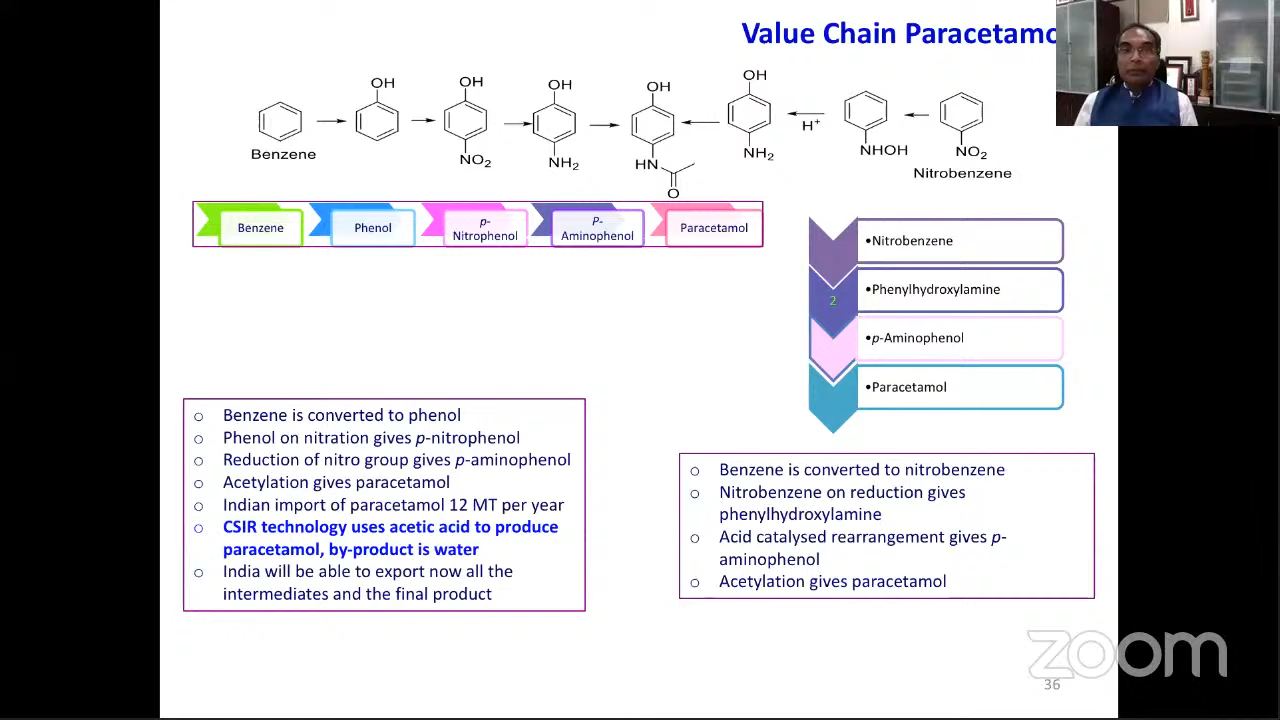 Value Chain Paracetamo
OH
OH
OH
OH
OH
Benzene
NO2
NH2
HN
O
NH2
H+
NHOH
NO2
Nitrobenzene
Benzene
Phenol
p-
Nitrophenol
P-
Aminophenol
Paracetamol
•Nitrobenzene
2
•Phenylhydroxylamine
•p-Aminophenol
•Paracetamol
o Benzene is converted to phenol
o Phenol on nitration gives p-nitrophenol
o Reduction of nitro group gives p-aminophenol
o Acetylation gives paracetamol
o Indian import of paracetamol 12 MT per year
o CSIR technology uses acetic acid to produce
paracetamol, by-product is water
o India will be able to export now all the
intermediates and the final product
o Benzene is converted to nitrobenzene
o Nitrobenzene on reduction gives
phenylhydroxylamine
o Acid catalysed rearrangement gives p-
aminophenol
o Acetylation gives paracetamol
zoom
36